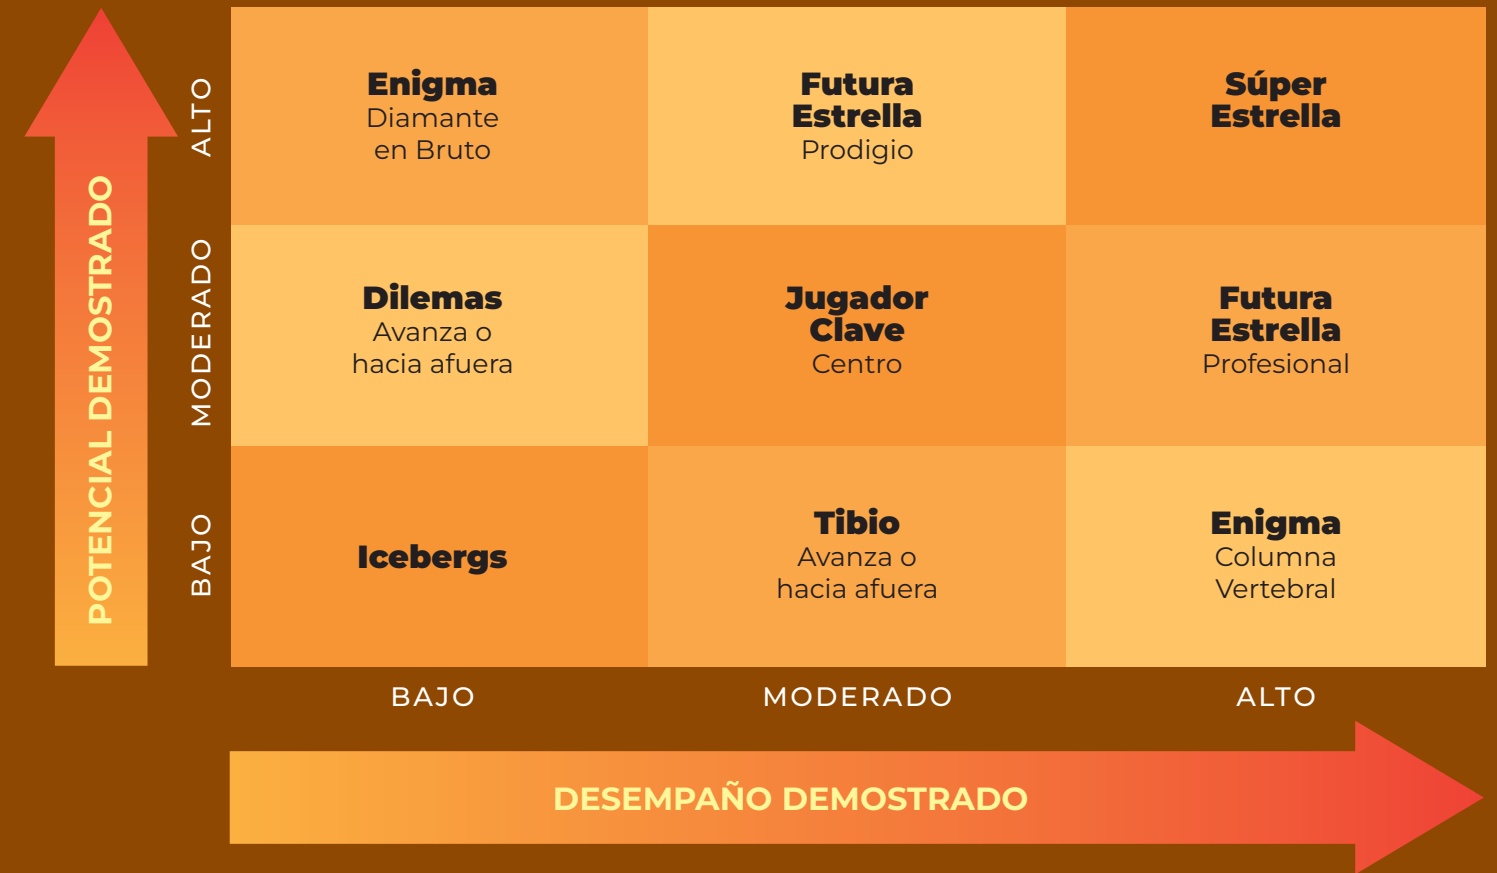 POTENCIAL DEMOSTRADO
ALTO
Enigma
Diamante
en Bruto
Futura
Estrella
Prodigio
Súper
Estrella
MODERADO
Dilemas
Avanza o
hacia afuera
Jugador
Clave
Centro
Futura
Estrella
Profesional
BAJO
Icebergs
Tibio
Avanza o
hacia afuera
Enigma
Columna
Vertebral
BAJO
MODERADO
ALTO
DESEMPAÑO DEMOSTRADO